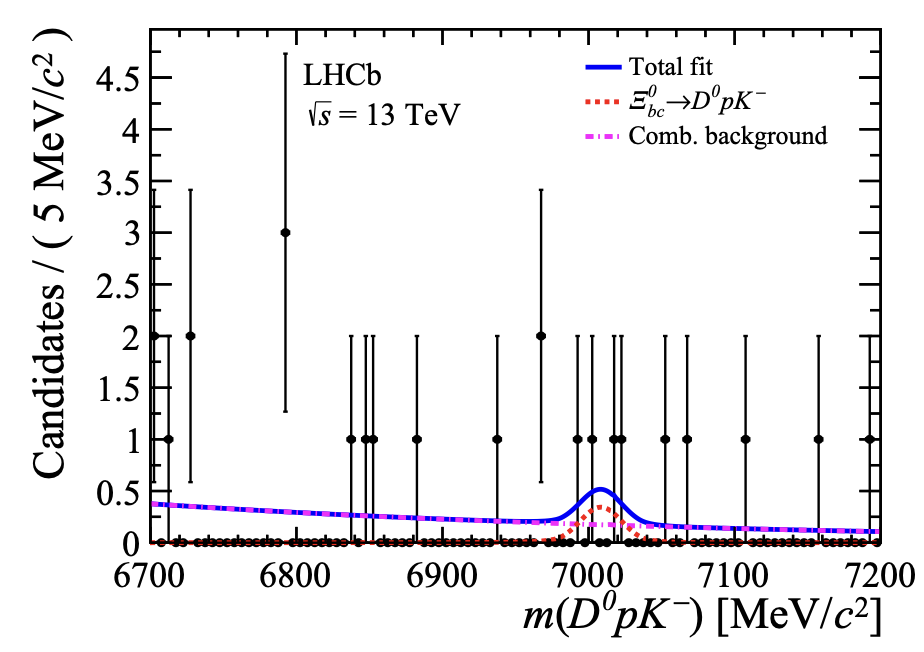 Candidates / ( 5 MeV/c² )
4.5
4
3.5
3
2.5
2
1.5
1
0.5
0
LHCb
√s = 13 TeV
Total fit
Ξ⁰bc→D⁰pK⁻
Comb. background
6700 6800 6900 7000 7100 7200
m(D⁰pK⁻) [MeV/c²]